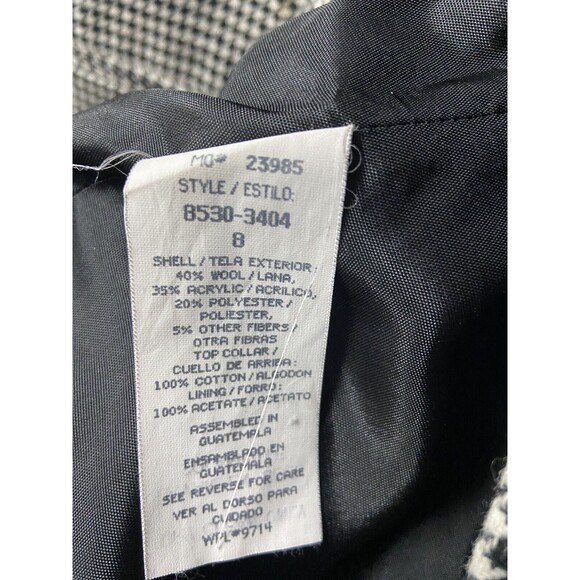 MO# 23985
STYLE / ESTILO:
8530-3404
8
SHELL / TELA EXTERIOR:
40% WOOL / LANA,
35% ACRYLIC / ACRILICO,
20% POLYESTER /
POLIESTER,
5% OTHER FIBERS /
OTRA FIBRAS
TOP COLLAR /
CUELLO DE ARRIBA:
100% COTTON / ALGODON
LINING / FORRO:
100% ACETATE / ACETATO
ASSEMBLED IN
GUATEMALA
ENSAMBLADO EN
GUATEMALA
SEE REVERSE FOR CARE
VER AL DORSO PARA
CUIDADO
WPL#9714